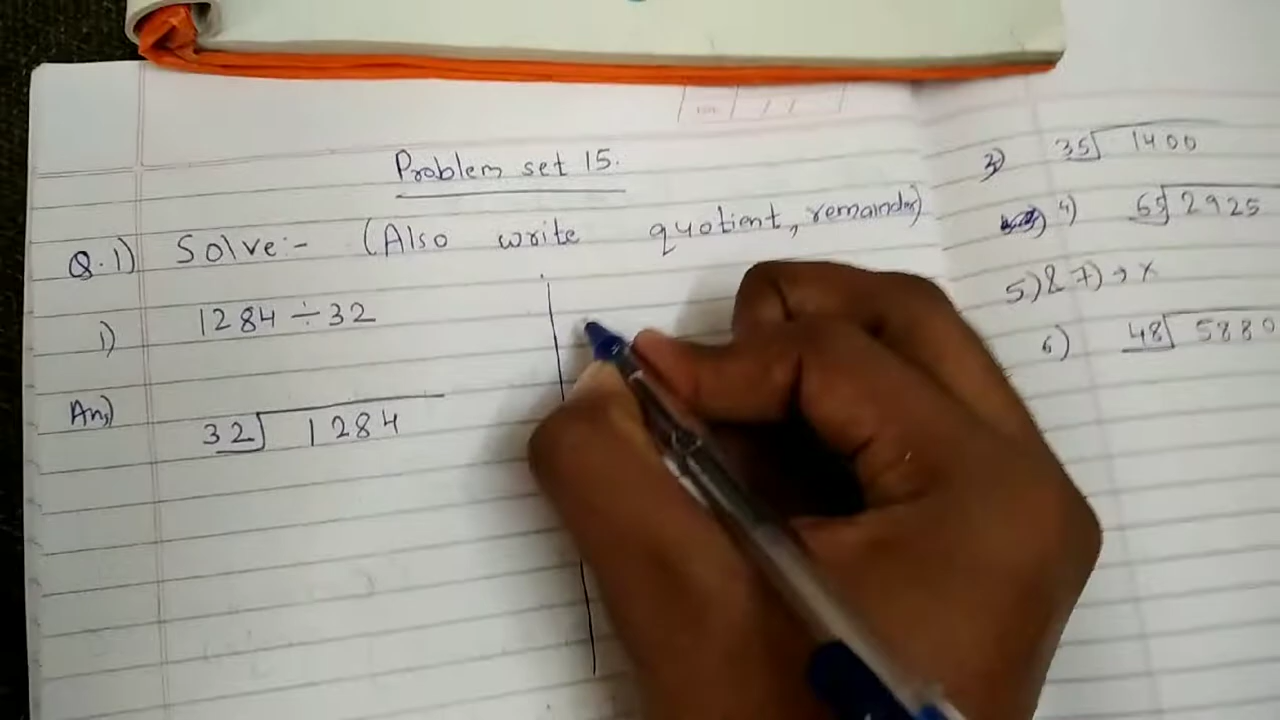 Problem set 15.
Q.1) Solve:- (Also write quotient, remainder)
1) 1284 ÷ 32
Ans) 32) 1284
3) 35) 1400
4) 65) 2925
5) & 7) → x
6) 48) 5880